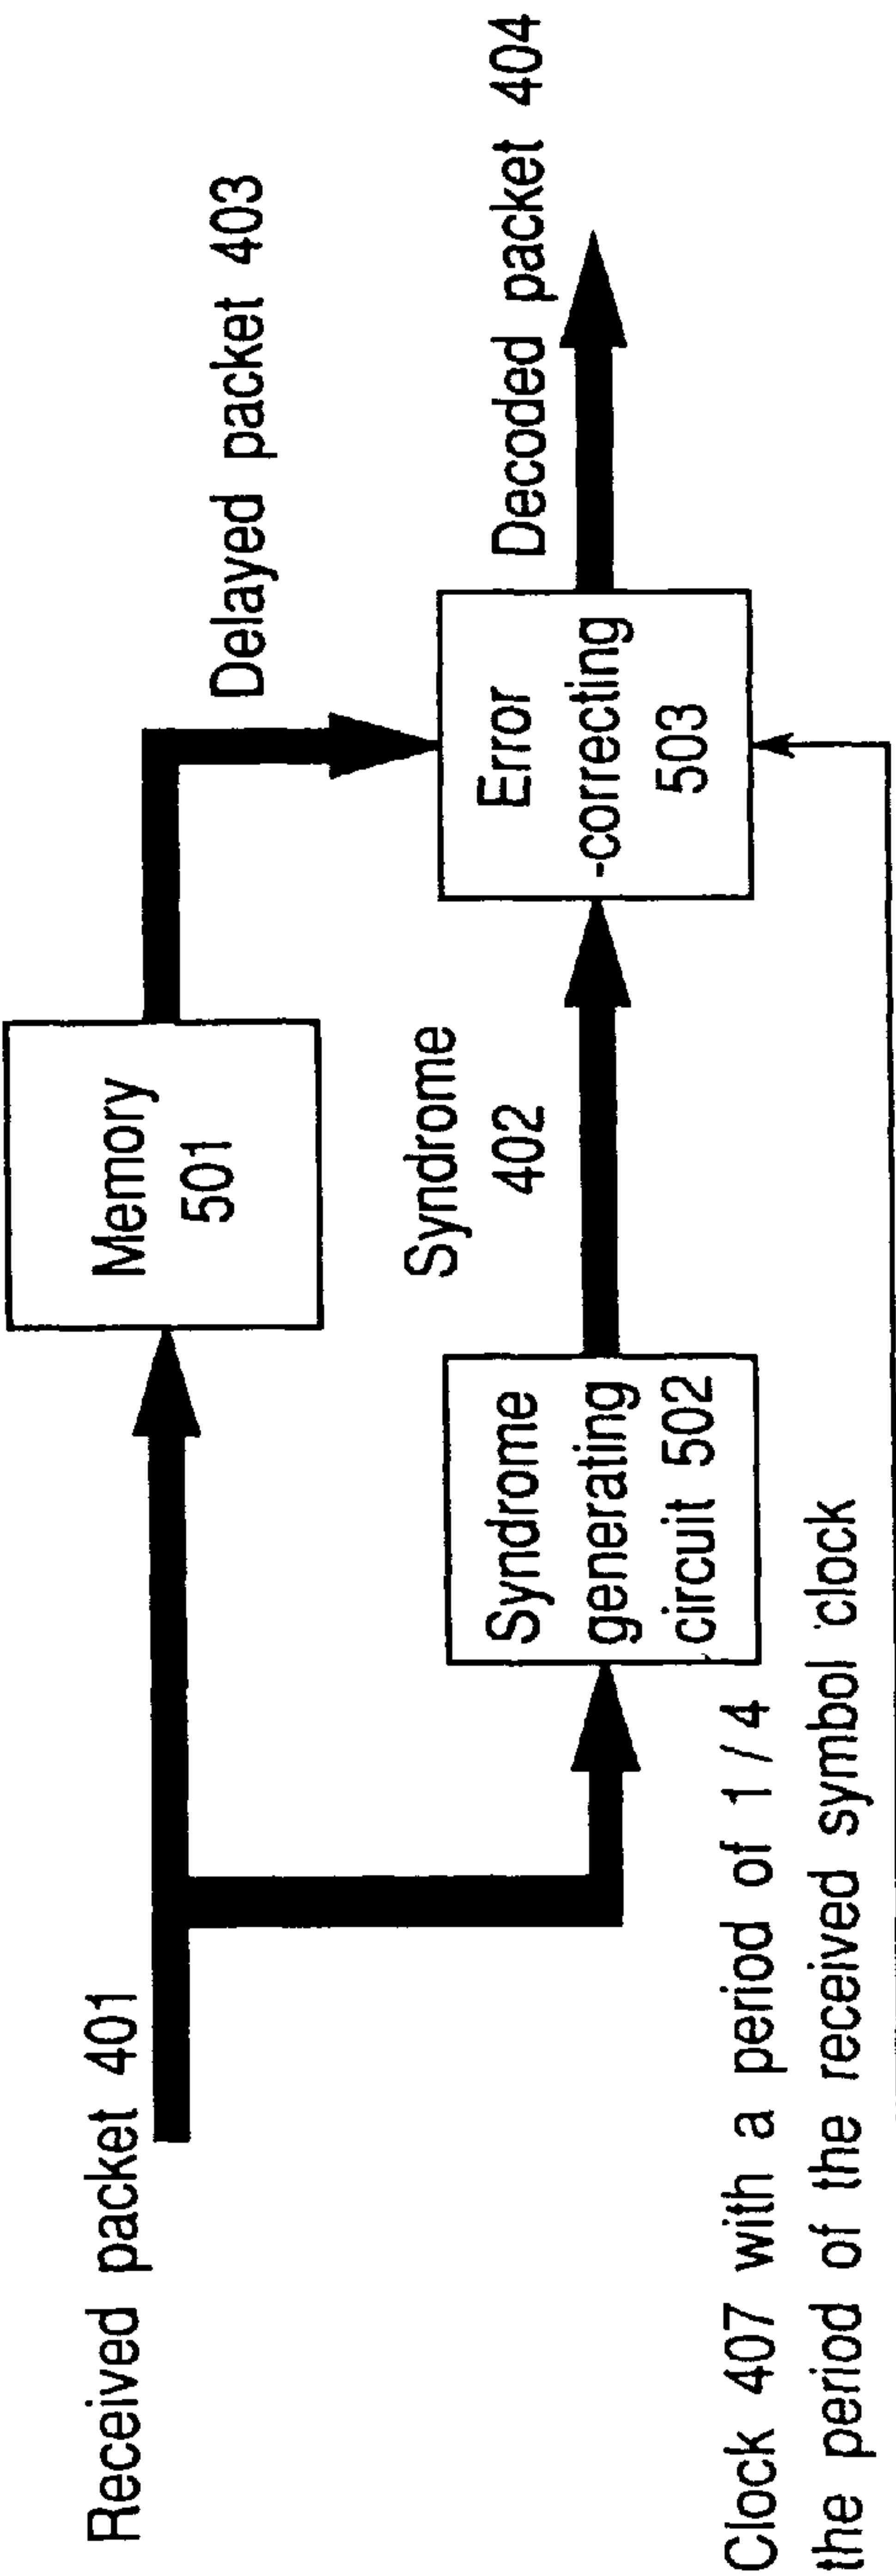 Received packet 401
Memory
501
Delayed packet 403
Syndrome
402
Syndrome
generating
circuit 502
Error
-correcting
503
Decoded packet 404
Clock 407 with a period of 1 / 4
the period of the received symbol clock